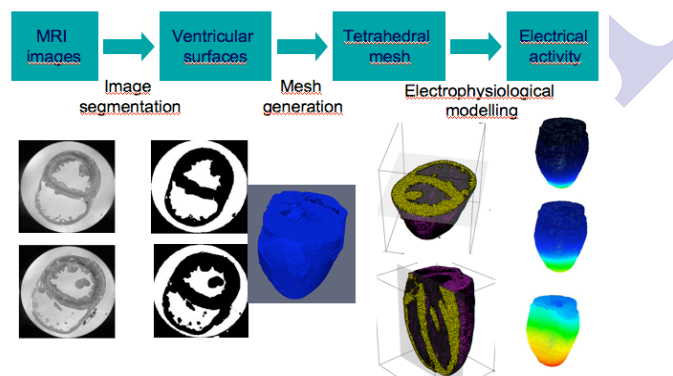 MRI
images
Ventricular
surfaces
Tetrahedral
mesh
Electrical
activity
Image
segmentation
Mesh
generation
Electrophysiological
modelling